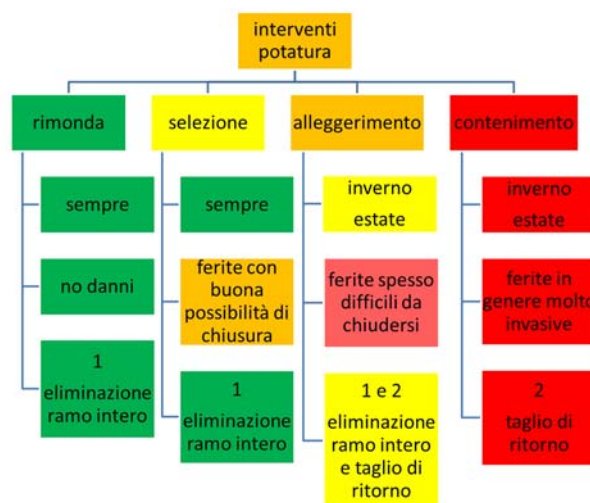 interventi
potatura
rimonda
selezione
alleggerimento
contenimento
sempre
sempre
inverno
estate
inverno
estate
no danni
ferite con
buona
possibilità di
chiusura
ferite spesso
difficili da
chiudersi
ferite in
genere molto
invasive
1
eliminazione
ramo intero
1
eliminazione
ramo intero
1 e 2
eliminazione
ramo intero
e taglio di
ritorno
2
taglio di
ritorno